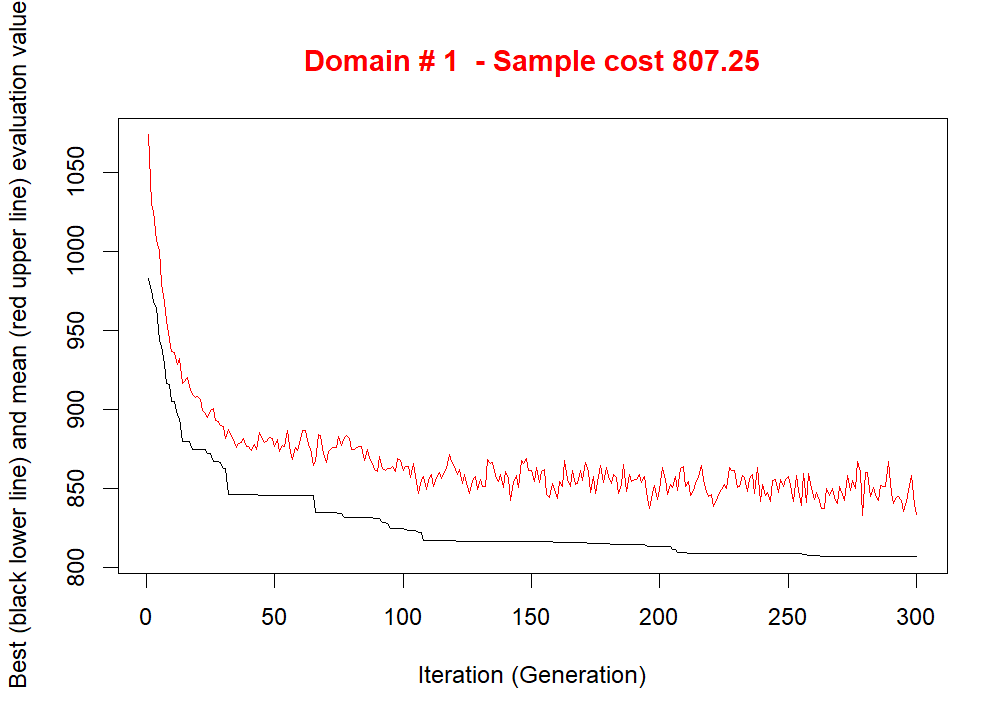 Domain # 1  - Sample cost 807.25
Best (black lower line) and mean (red upper line) evaluation value
1050
1000
950
900
850
800
0 50 100 150 200 250 300
Iteration (Generation)